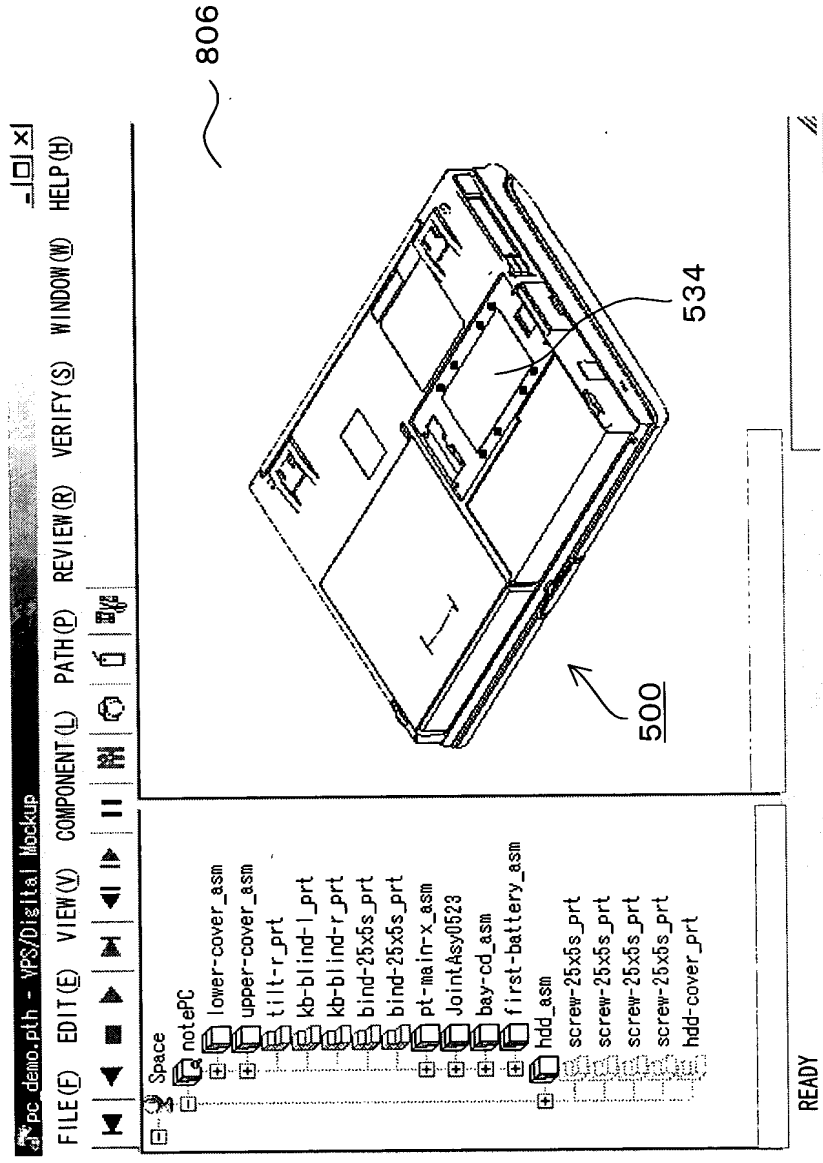 pc_demo.pth - VPS/Digital Mockup
FILE(F) EDIT(E) VIEW(V) COMPONENT(L) PATH(P) REVIEW(R) VERIFY(S) WINDOW(W) HELP(H)
Space
notePC
lower-cover_asm
upper-cover_asm
tilt-r_prt
kb-blind-l_prt
kb-blind-r_prt
bind-25x5s_prt
bind-25x5s_prt
pt-main-x_asm
JointAsy0523
bay-cd_asm
first-battery_asm
hdd_asm
screw-25x5s_prt
screw-25x5s_prt
screw-25x5s_prt
screw-25x5s_prt
hdd-cover_prt
806
534
500
READY